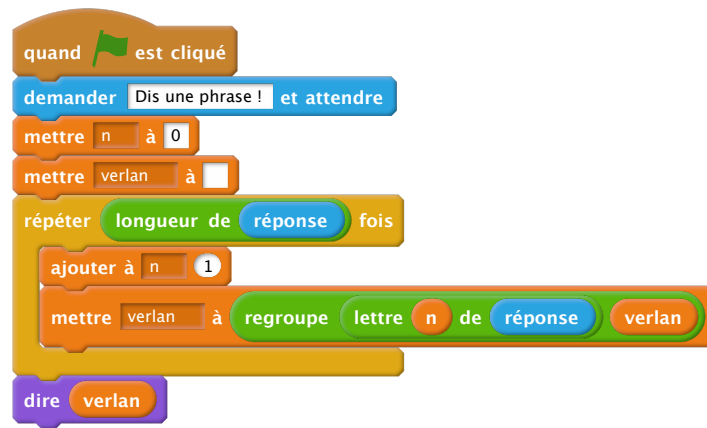 quand est cliqué
demander Dis une phrase ! et attendre
mettre n à 0
mettre verlan à
répéter longueur de réponse fois
ajouter à n 1
mettre verlan à regroupe lettre n de réponse verlan
dire verlan